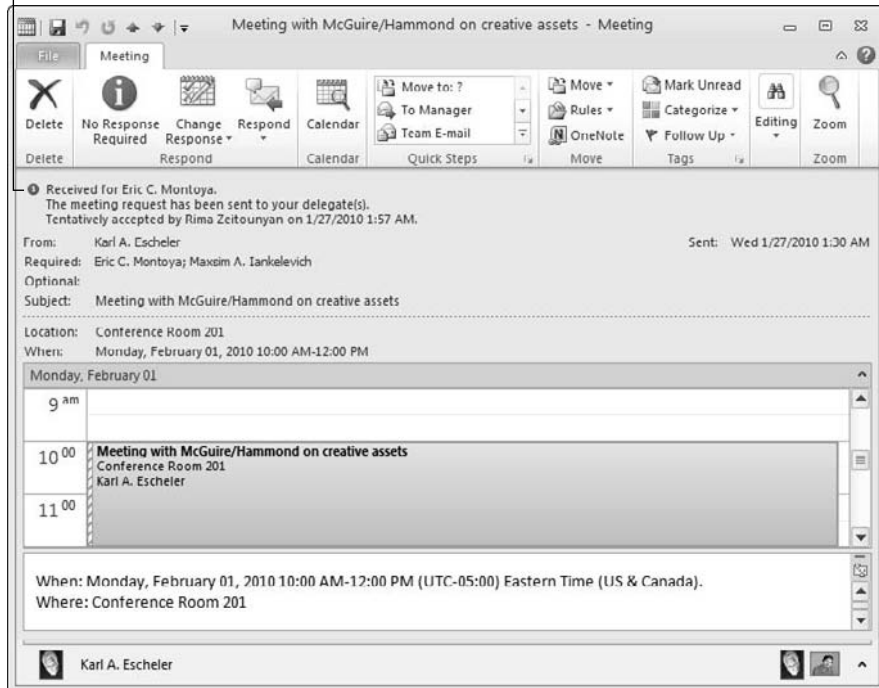 Meeting with McGuire/Hammond on creative assets - Meeting
File
Meeting
Delete
No Response Required
Change Response
Respond
Calendar
Move to: ?
To Manager
Team E-mail
Move
Rules
OneNote
Mark Unread
Categorize
Follow Up
Editing
Zoom
Delete
Respond
Calendar
Quick Steps
Move
Tags
Zoom
Received for Eric C. Montoya.
The meeting request has been sent to your delegate(s).
Tentatively accepted by Rima Zeitounyan on 1/27/2010 1:57 AM.
From: Karl A. Escheler
Sent: Wed 1/27/2010 1:30 AM
Required: Eric C. Montoya; Maxsim A. Iankelevich
Optional:
Subject: Meeting with McGuire/Hammond on creative assets
Location: Conference Room 201
When: Monday, February 01, 2010 10:00 AM-12:00 PM
Monday, February 01
9 am
10 00
Meeting with McGuire/Hammond on creative assets
Conference Room 201
Karl A. Escheler
11 00
When: Monday, February 01, 2010 10:00 AM-12:00 PM (UTC-05:00) Eastern Time (US & Canada).
Where: Conference Room 201
Karl A. Escheler